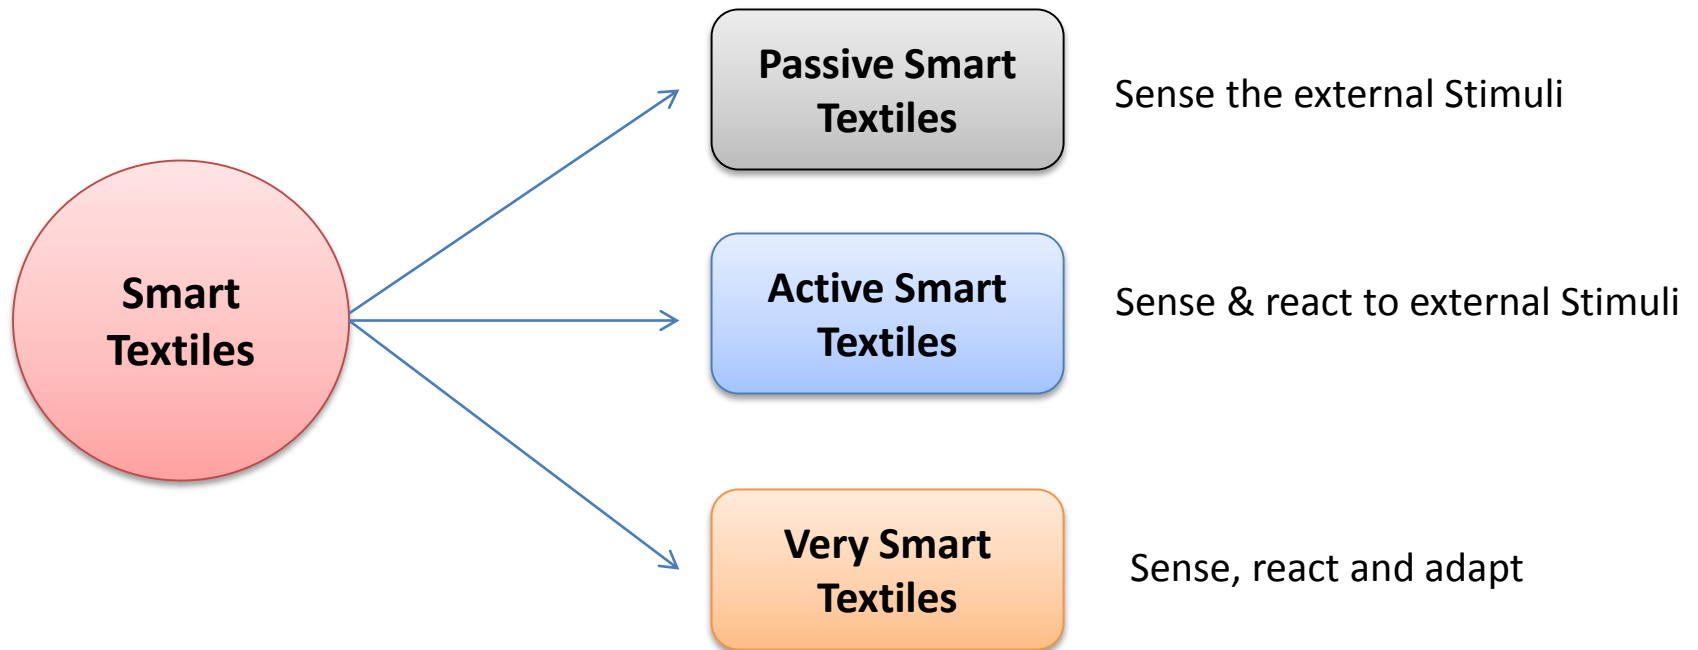 Smart
Textiles
Passive Smart
Textiles
Sense the external Stimuli
Active Smart
Textiles
Sense & react to external Stimuli
Very Smart
Textiles
Sense, react and adapt